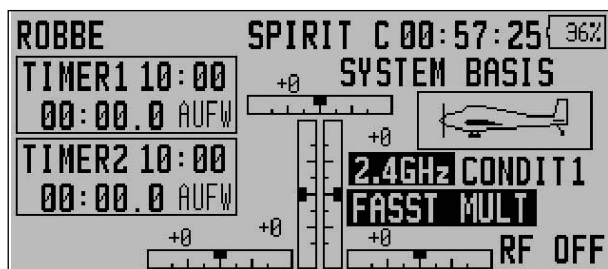 ROBBE SPIRIT C 00:57:25 36%
TIMER1 10:00
00:00.0 AUFW
SYSTEM BASIS
TIMER2 10:00
00:00.0 AUFW
+0
+0
2.4GHz CONDIT1
FASST MULT
+0
+0
+0
RF OFF